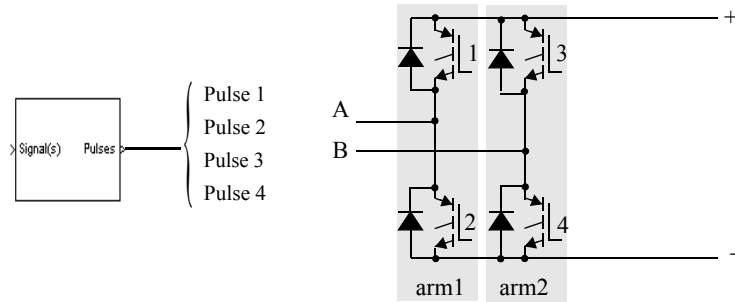 Signal(s) Pulses
Pulse 1
Pulse 2
Pulse 3
Pulse 4
A
B
1
3
2
4
+
−
arm1 arm2